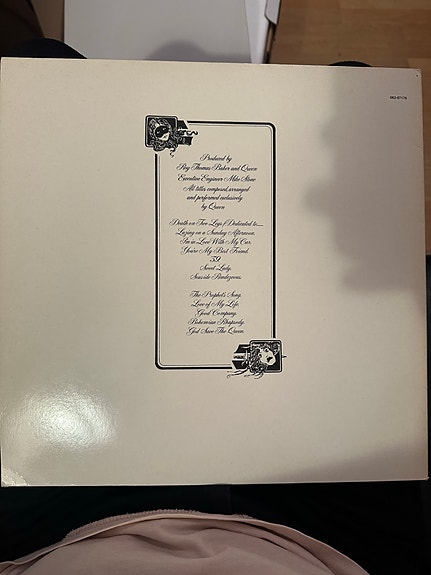 Produced by
Roy Thomas Baker and Queen
Executive Engineer Mike Stone
All titles composed, arranged
and performed exclusively
by Queen
Death on Two Legs (Dedicated to......
Lazing on a Sunday Afternoon.
I'm in Love With My Car.
You're My Best Friend.
'39
Sweet Lady.
Seaside Rendezvous.
The Prophet's Song.
Love of My Life.
Good Company.
Bohemian Rhapsody.
God Save The Queen.